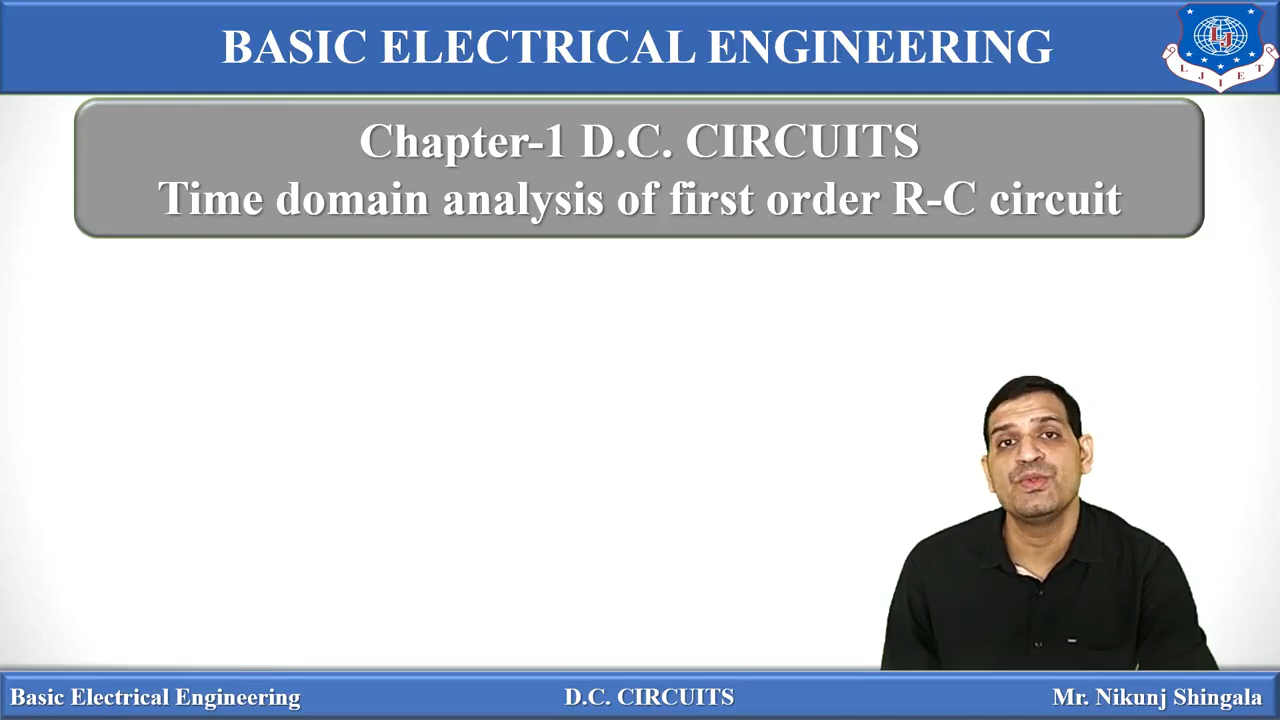 BASIC ELECTRICAL ENGINEERING
LJ
L J I E T
Chapter-1 D.C. CIRCUITS
Time domain analysis of first order R-C circuit
Basic Electrical Engineering
D.C. CIRCUITS
Mr. Nikunj Shingala